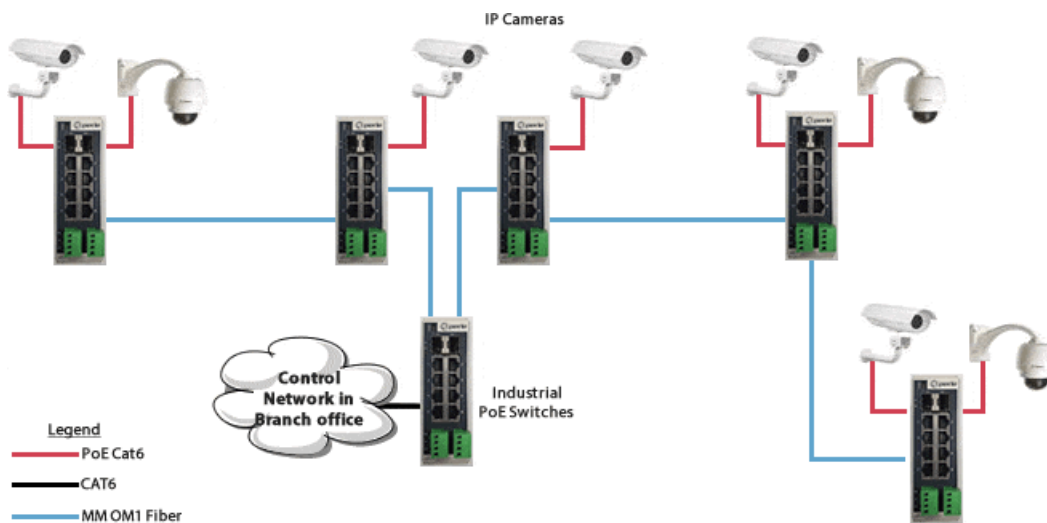 IP Cameras
Control
Network in
Branch office
Industrial
PoE Switches
Legend
PoE Cat6
CAT6
MM OM1 Fiber